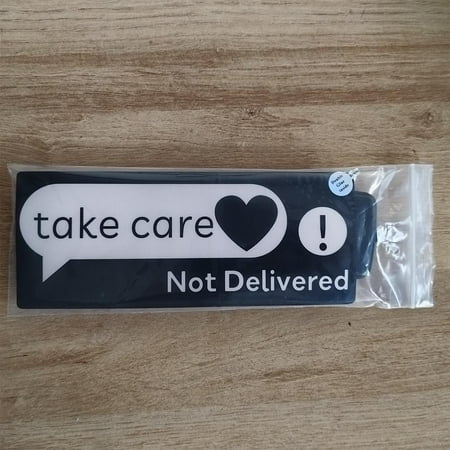 take care
!
Not Delivered